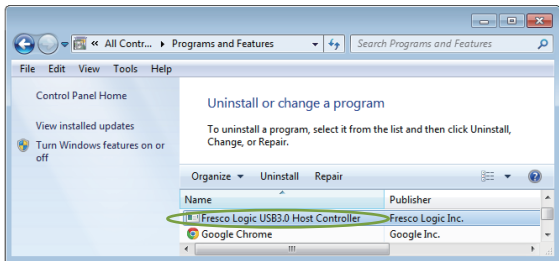 « All Contr... ▸ Programs and Features
Search Programs and Features
File Edit View Tools Help
Control Panel Home
View installed updates
Turn Windows features on or
off
Uninstall or change a program
To uninstall a program, select it from the list and then click Uninstall,
Change, or Repair.
Organize Uninstall Repair
Name Publisher
Fresco Logic USB3.0 Host Controller Fresco Logic Inc.
Google Chrome Google Inc.